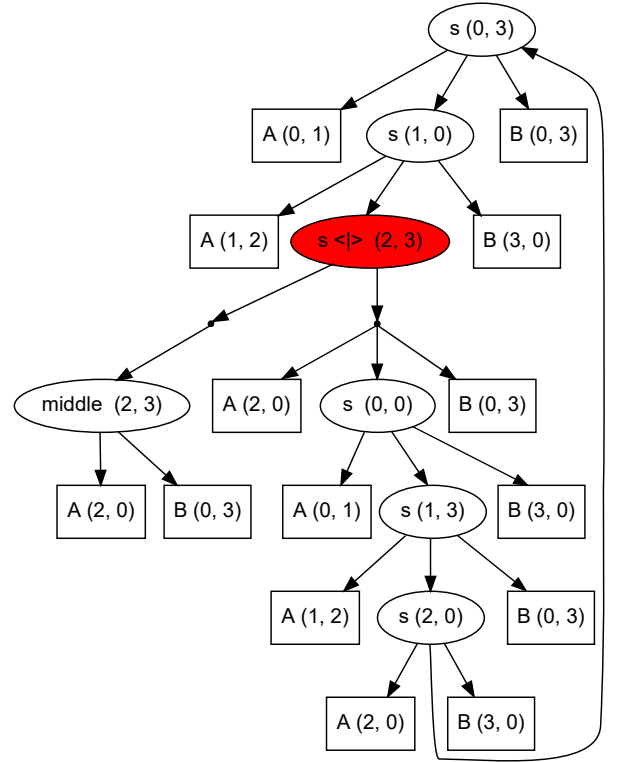 s (0, 3)
A (0, 1)
s (1, 0)
B (0, 3)
A (1, 2)
s <|> (2, 3)
B (3, 0)
middle (2, 3)
A (2, 0)
s (0, 0)
B (0, 3)
A (2, 0)
B (0, 3)
A (0, 1)
s (1, 3)
B (3, 0)
A (1, 2)
s (2, 0)
B (0, 3)
A (2, 0)
B (3, 0)